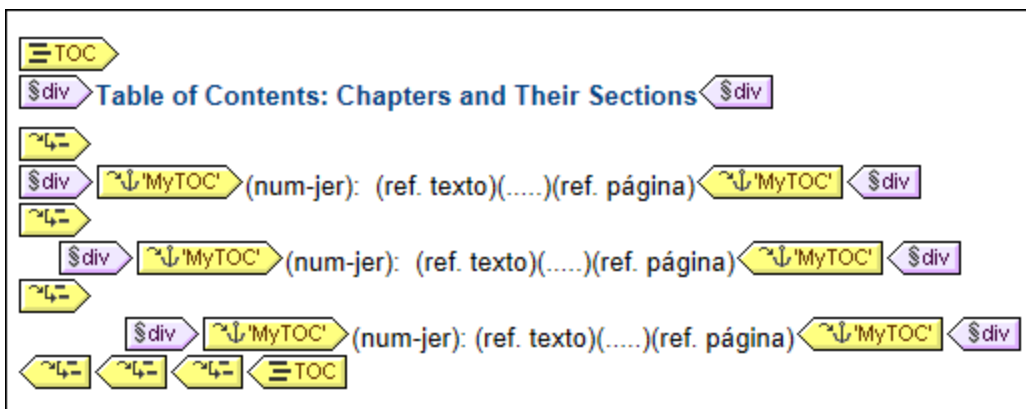 TOC
§div Table of Contents: Chapters and Their Sections §div
§div 'MyTOC' (num-jer): (ref. texto)(.....)(ref. página) 'MyTOC' §div
§div 'MyTOC' (num-jer): (ref. texto)(.....)(ref. página) 'MyTOC' §div
§div 'MyTOC' (num-jer): (ref. texto)(.....)(ref. página) 'MyTOC' §div
TOC